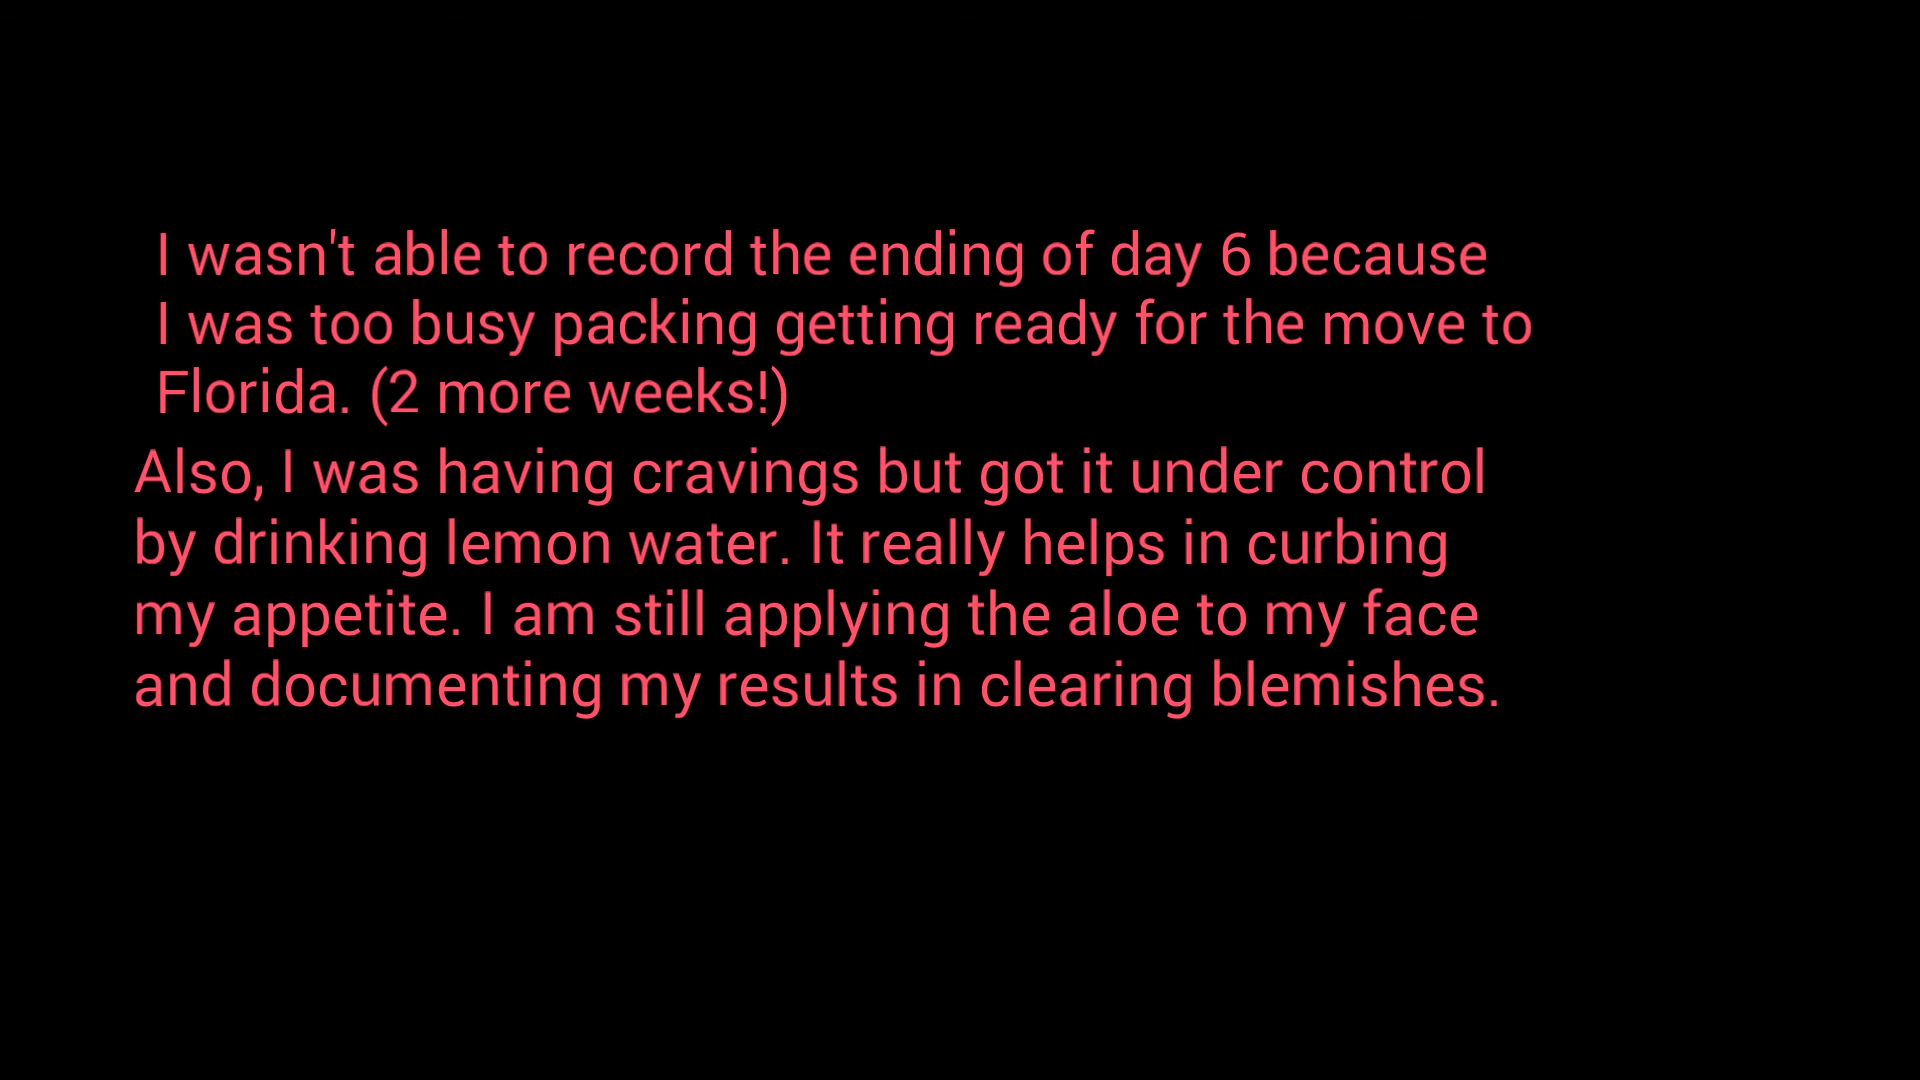 I wasn't able to record the ending of day 6 because
I was too busy packing getting ready for the move to
Florida. (2 more weeks!)
Also, I was having cravings but got it under control
by drinking lemon water. It really helps in curbing
my appetite. I am still applying the aloe to my face
and documenting my results in clearing blemishes.